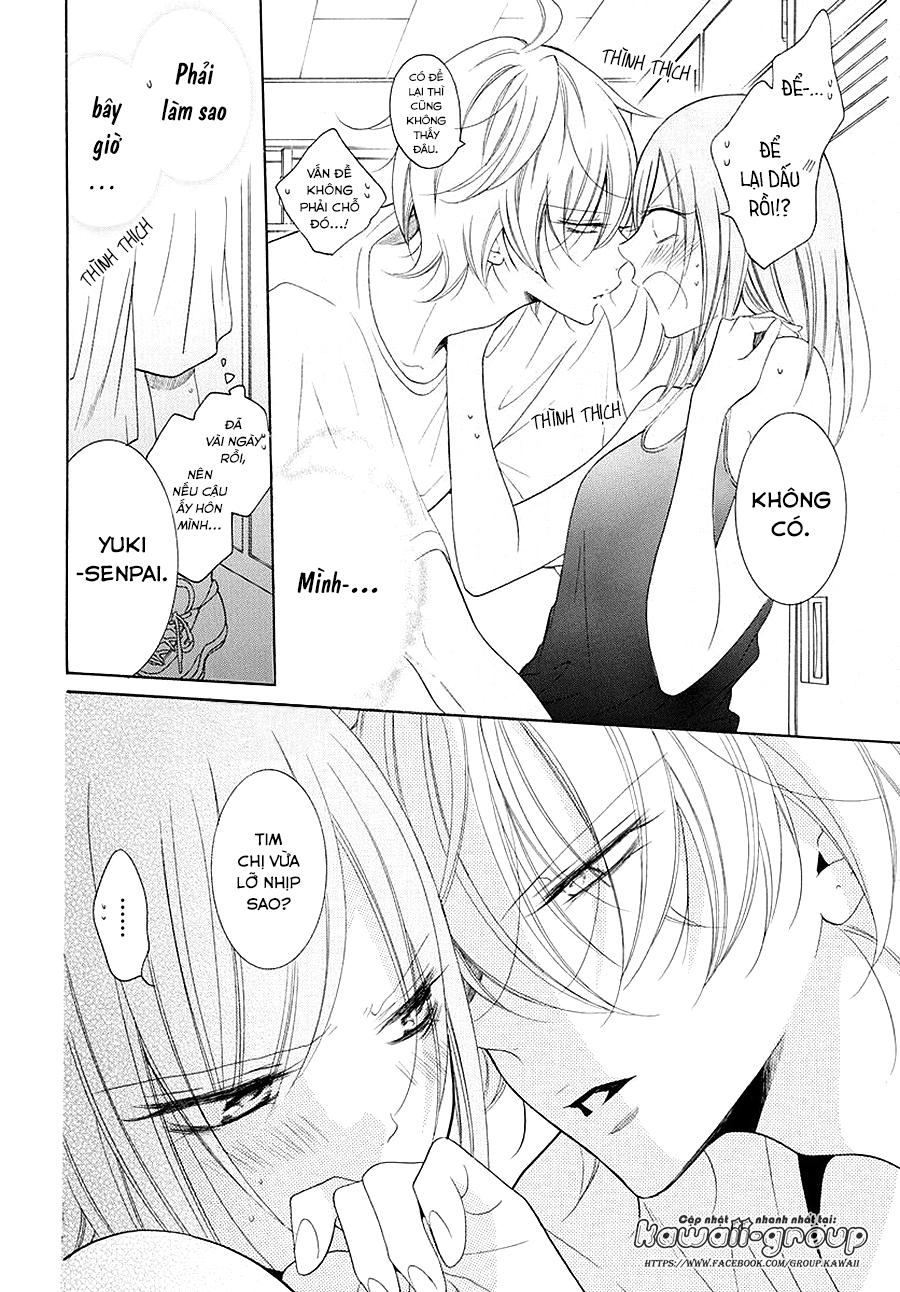 ĐỂ-...
ĐỂ
LẠI DẤU
RỒI!?
THÌNH THỊCH
CÓ ĐỂ
LẠI THÌ
CŨNG
KHÔNG
THẤY
ĐÂU.
VẤN ĐỀ
KHÔNG
PHẢI CHỖ
ĐÓ...!
KHÔNG
CÓ.
THÌNH THỊCH
Mình-...
Phải
làm sao
bây
giờ
...
THÌNH THỊCH
ĐÃ
VÀI NGÀY
RỒI,
NÊN
NẾU CẬU
ẤY HÔN
MÌNH...
YUKI
-SENPAI.
TIM
CHỊ VỪA
LỠ NHỊP
SAO?
......
Cập nhật nhanh nhất tại:
kawaii-group
HTTPS://WWW.FACEBOOK.COM/GROUP.KAWAII